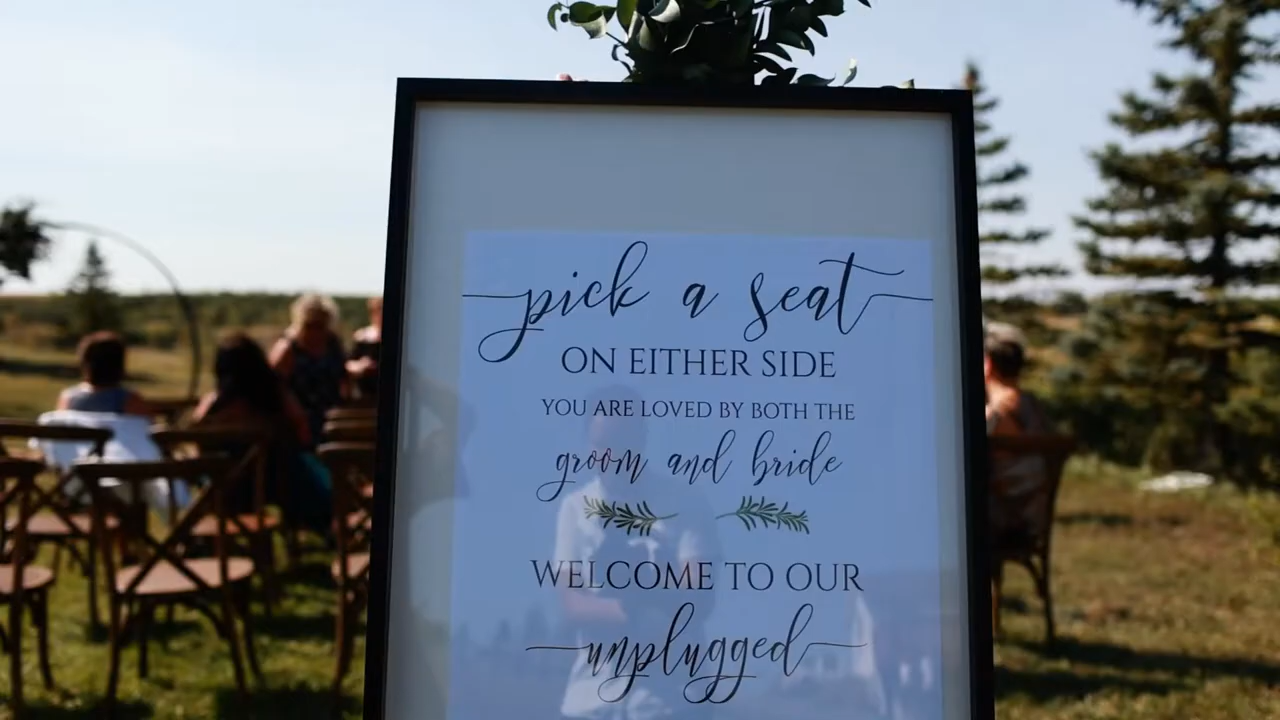 pick a seat
ON EITHER SIDE
YOU ARE LOVED BY BOTH THE
groom and bride
WELCOME TO OUR
unplugged